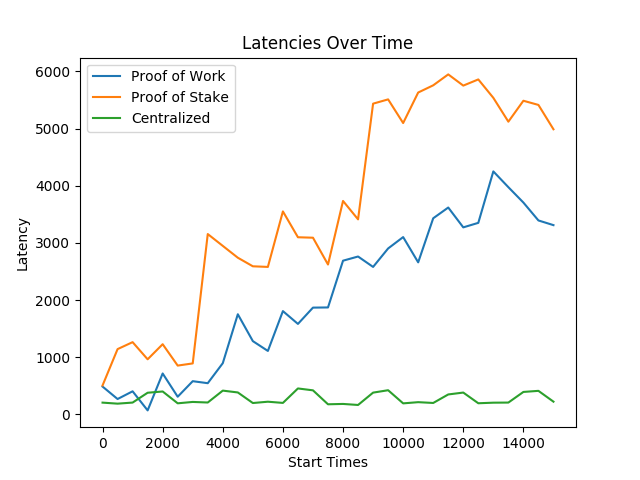 Latencies Over Time
Proof of Work
Proof of Stake
Centralized
6000
5000
4000
3000
2000
1000
0
Latency
0 2000 4000 6000 8000 10000 12000 14000
Start Times